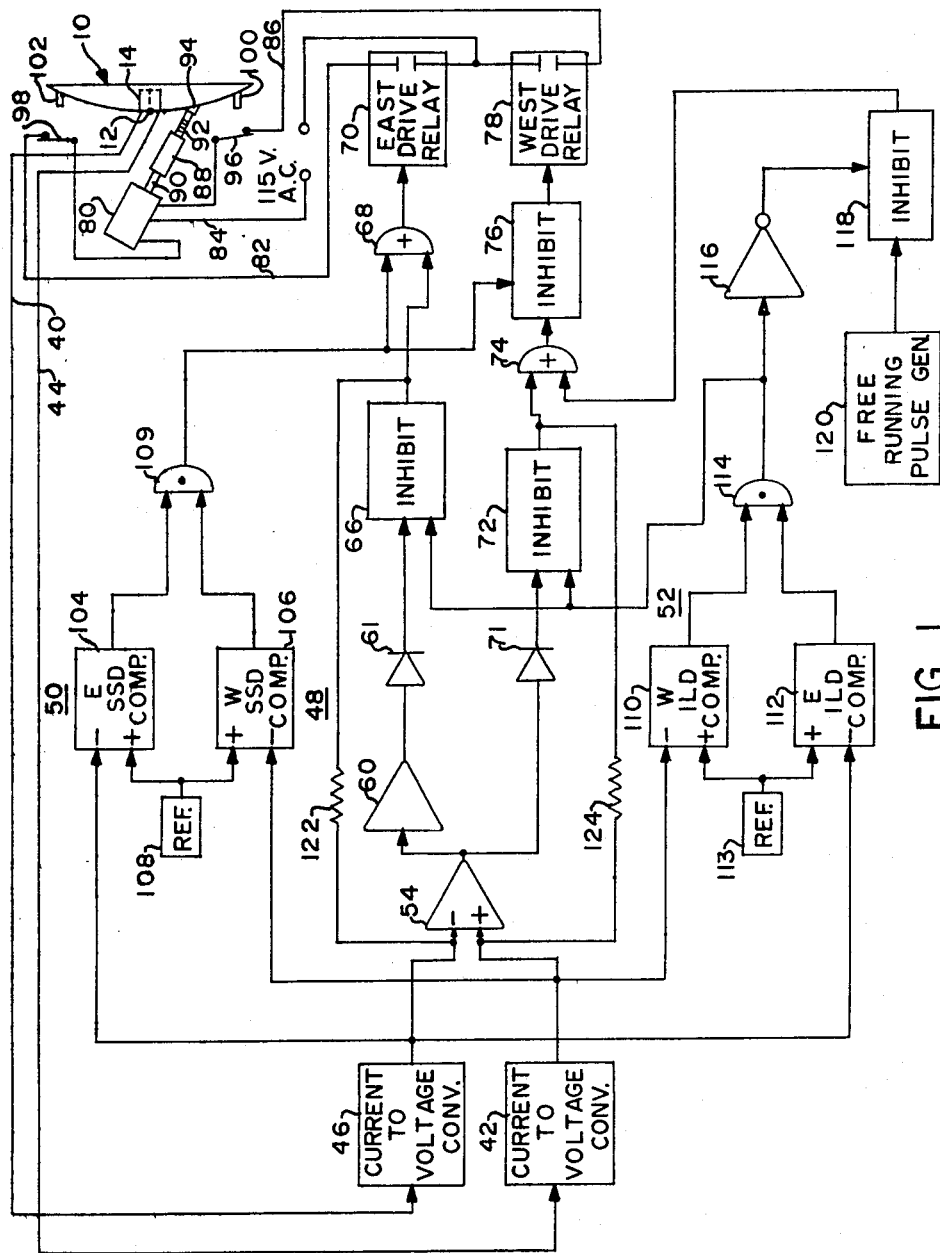 102
10
14
94
100
86
98
12
92
80
90
88
96
115 V.
A.C.
84
82
40
44
70
EAST
DRIVE
RELAY
78
WEST
DRIVE
RELAY
68
+
76
INHIBIT
74
+
116
118
INHIBIT
109
66
INHIBIT
72
INHIBIT
114
120
FREE
RUNNING
PULSE GEN.
50
104
E
SSD
COMP.
-
+
106
W
SSD
COMP.
+
-
48
61
71
52
110
W
ILD
COMP.
-
+
112
E
ILD
COMP.
+
-
108
REF.
122
60
124
113
REF.
54
-
+
46
CURRENT
TO
VOLTAGE
CONV.
42
CURRENT
TO
VOLTAGE
CONV.
FIG. 1